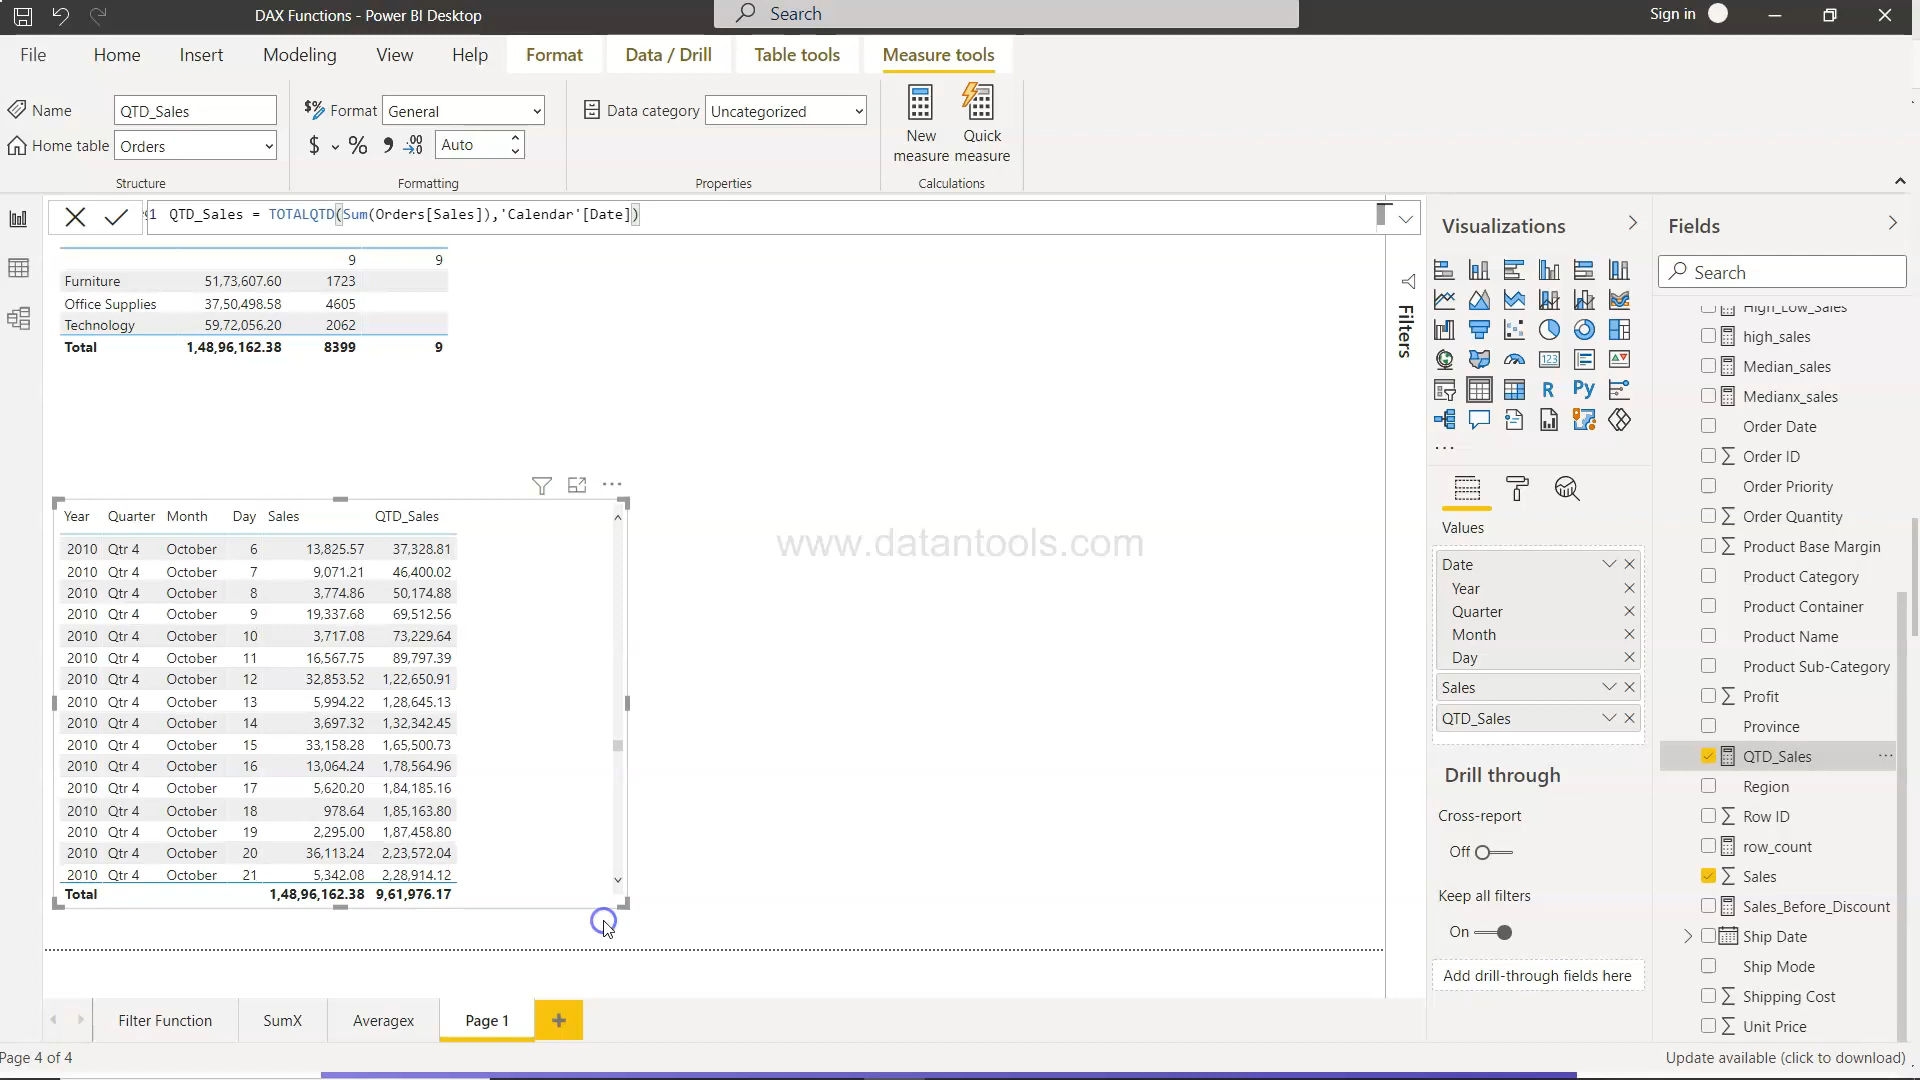 DAX Functions - Power BI Desktop
Search
Sign in
File Home Insert Modeling View Help Format Data / Drill Table tools Measure tools
Name QTD_Sales
Format General
Data category Uncategorized
Home table Orders
$ % Auto
New measure
Quick measure
Structure Formatting Properties Calculations
1 QTD_Sales = TOTALQTD(Sum(Orders[Sales]),'Calendar'[Date])
9 9
Furniture 51,73,607.60 1723
Office Supplies 37,50,498.58 4605
Technology 59,72,056.20 2062
Total 1,48,96,162.38 8399 9
Year Quarter Month Day Sales QTD_Sales
2010 Qtr 4 October 6 13,825.57 37,328.81
2010 Qtr 4 October 7 9,071.21 46,400.02
2010 Qtr 4 October 8 3,774.86 50,174.88
2010 Qtr 4 October 9 19,337.68 69,512.56
2010 Qtr 4 October 10 3,717.08 73,229.64
2010 Qtr 4 October 11 16,567.75 89,797.39
2010 Qtr 4 October 12 32,853.52 1,22,650.91
2010 Qtr 4 October 13 5,994.22 1,28,645.13
2010 Qtr 4 October 14 3,697.32 1,32,342.45
2010 Qtr 4 October 15 33,158.28 1,65,500.73
2010 Qtr 4 October 16 13,064.24 1,78,564.96
2010 Qtr 4 October 17 5,620.20 1,84,185.16
2010 Qtr 4 October 18 978.64 1,85,163.80
2010 Qtr 4 October 19 2,295.00 1,87,458.80
2010 Qtr 4 October 20 36,113.24 2,23,572.04
2010 Qtr 4 October 21 5,342.08 2,28,914.12
Total 1,48,96,162.38 9,61,976.17
www.datantools.com
Filters
Visualizations
123
R
Py
...
Values
Date
Year
Quarter
Month
Day
Sales
QTD_Sales
Drill through
Cross-report
Off
Keep all filters
On
Add drill-through fields here
Fields
Search
High_Low_Sales
high_sales
Median_sales
Medianx_sales
Order Date
Order ID
Order Priority
Order Quantity
Product Base Margin
Product Category
Product Container
Product Name
Product Sub-Category
Profit
Province
QTD_Sales
Region
Row ID
row_count
Sales
Sales_Before_Discount
Ship Date
Ship Mode
Shipping Cost
Unit Price
Filter Function SumX Averagex Page 1
Page 4 of 4
Update available (click to download)